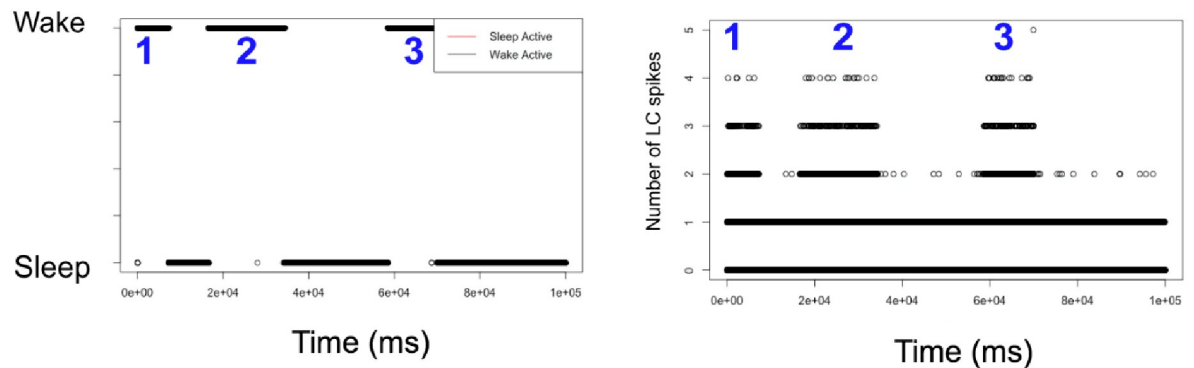 Wake
1 2 3
Sleep Active
Wake Active
Sleep
0e+00 2e+04 4e+04 6e+04 8e+04 1e+05
Time (ms)
1 2 3
Number of LC spikes
5
4
3
2
1
0
0e+00 2e+04 4e+04 6e+04 8e+04 1e+05
Time (ms)